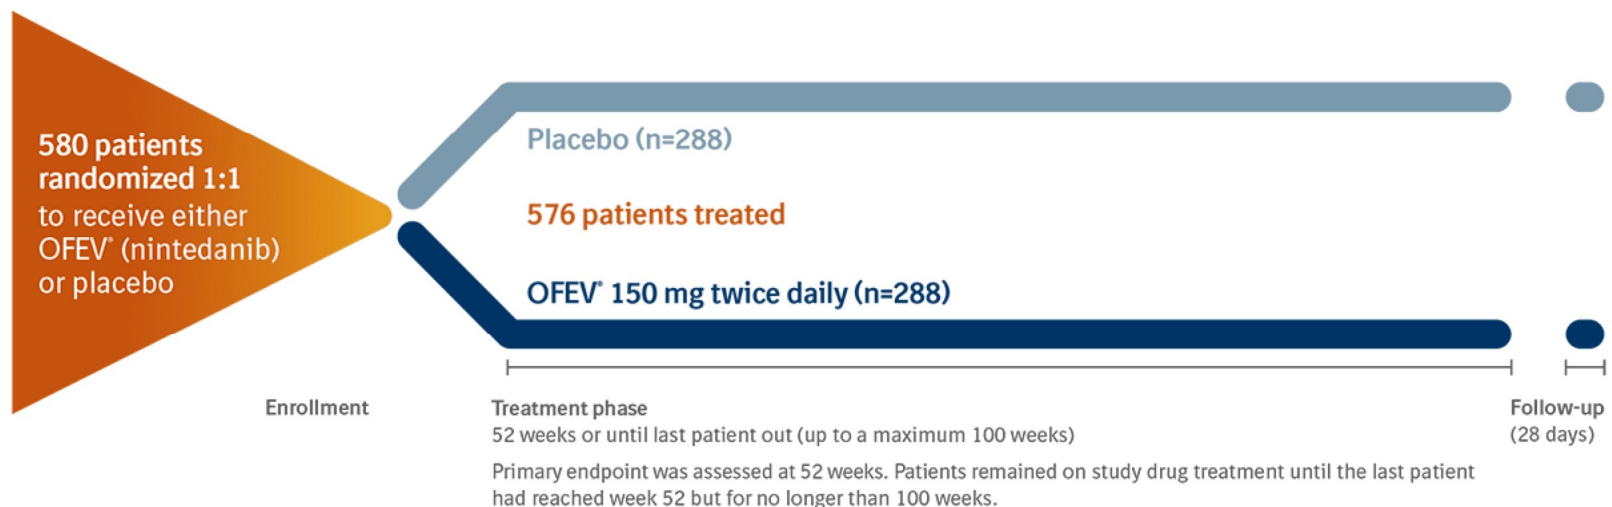 580 patients
randomized 1:1
to receive either
OFEV® (nintedanib)
or placebo
Placebo (n=288)
576 patients treated
OFEV® 150 mg twice daily (n=288)
Enrollment
Treatment phase
52 weeks or until last patient out (up to a maximum 100 weeks)
Primary endpoint was assessed at 52 weeks. Patients remained on study drug treatment until the last patient
had reached week 52 but for no longer than 100 weeks.
Follow-up
(28 days)